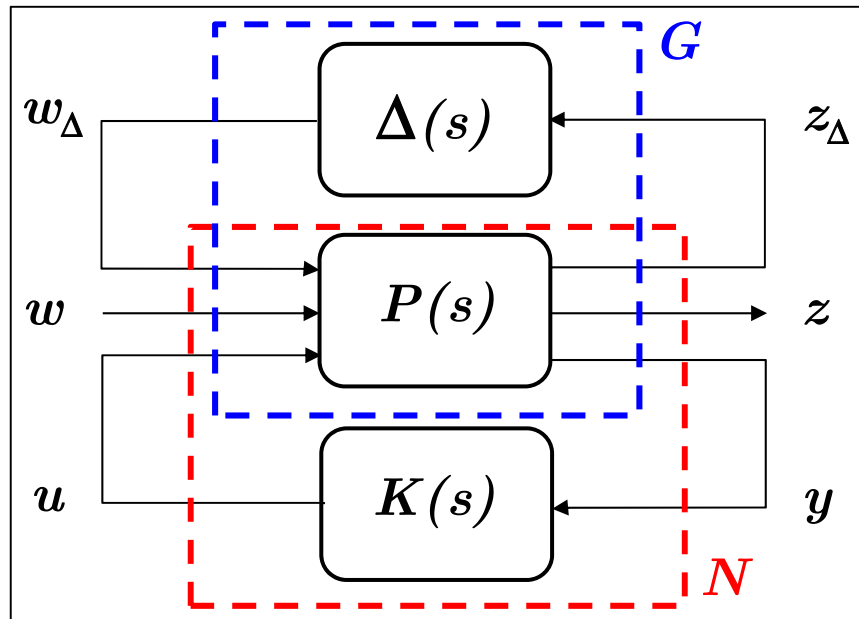 G
w_Δ Δ(s) z_Δ
w P(s) z
u K(s) y
N